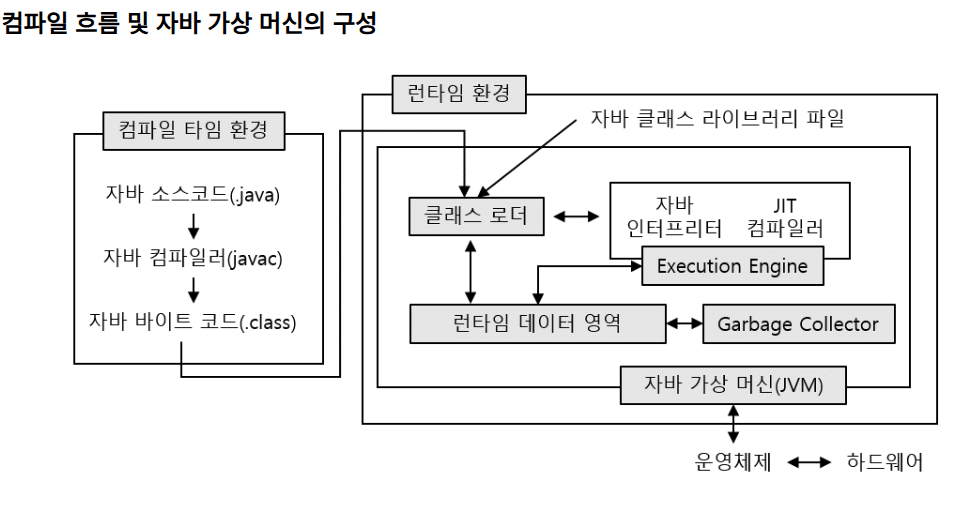 컴파일 흐름 및 자바 가상 머신의 구성
런타임 환경
컴파일 타임 환경
자바 클래스 라이브러리 파일
자바 소스코드(.java)
자바 컴파일러(javac)
자바 바이트 코드(.class)
클래스 로더
자바
인터프리터
JIT
컴파일러
Execution Engine
런타임 데이터 영역
Garbage Collector
자바 가상 머신(JVM)
운영체제
하드웨어